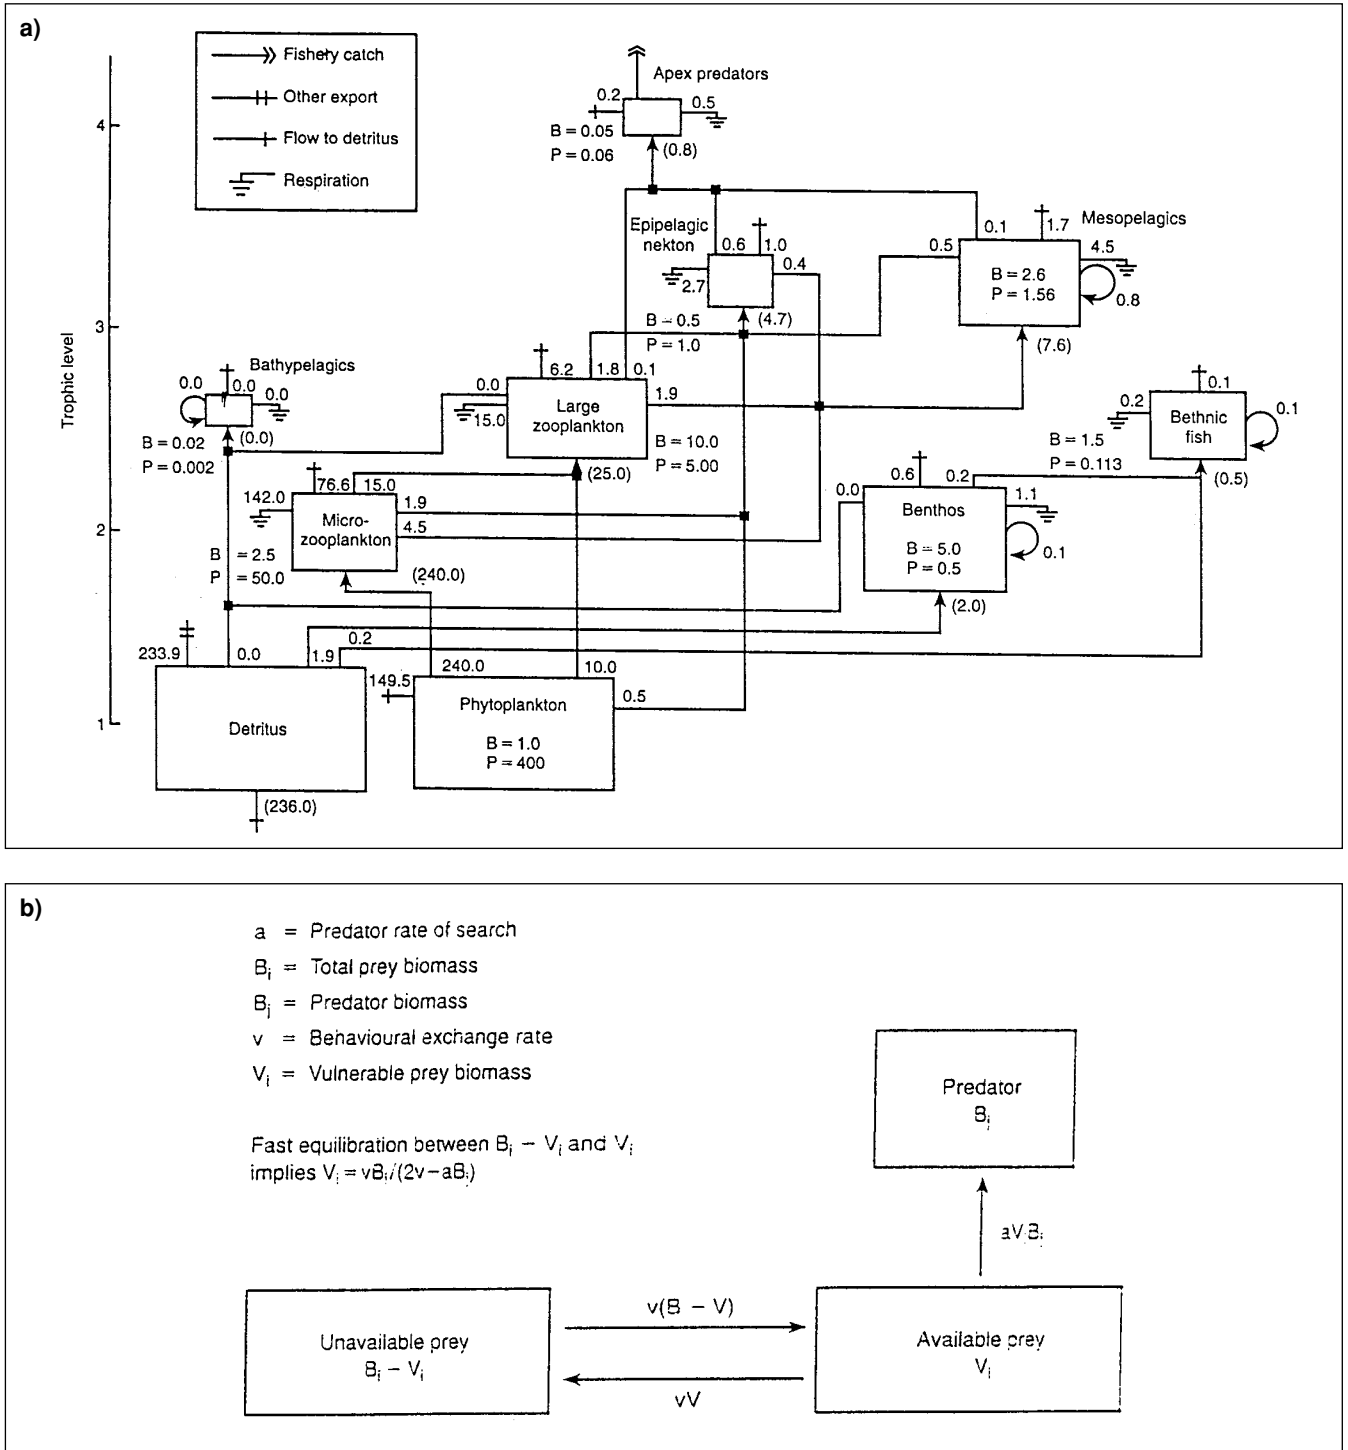 a)
Fishery catch
Other export
Flow to detritus
Respiration
Trophic level
4
3
2
1
Apex predators
0.2
0.5
B = 0.05
P = 0.06
(0.8)
Epipelagic
nekton
0.6
1.0
0.4
2.7
B = 0.5
P = 1.0
(4.7)
Mesopelagics
0.1
1.7
0.5
4.5
B = 2.6
P = 1.56
0.8
(7.6)
Bathypelagics
0.0
0.0
0.0
B = 0.02
P = 0.002
(0.0)
0.0
6.2
1.8
0.1
1.9
15.0
Large
zooplankton
B = 10.0
P = 5.00
(25.0)
Bethnic
fish
0.1
0.2
0.1
B = 1.5
P = 0.113
(0.5)
142.0
76.6
15.0
1.9
4.5
Micro-
zooplankton
B = 2.5
P = 50.0
(240.0)
0.0
0.6
0.2
1.1
Benthos
B = 5.0
P = 0.5
0.1
(2.0)
233.9
0.0
1.9
0.2
Detritus
(236.0)
149.5
240.0
10.0
0.5
Phytoplankton
B = 1.0
P = 400
b)
a = Predator rate of search
Bi = Total prey biomass
Bj = Predator biomass
v = Behavioural exchange rate
Vi = Vulnerable prey biomass
Fast equilibration between Bi – Vi and Vi
implies Vi = vBi/(2v–aBj)
Predator
Bj
aViBj
Unavailable prey
Bi – Vi
v(B – V)
vV
Available prey
Vi